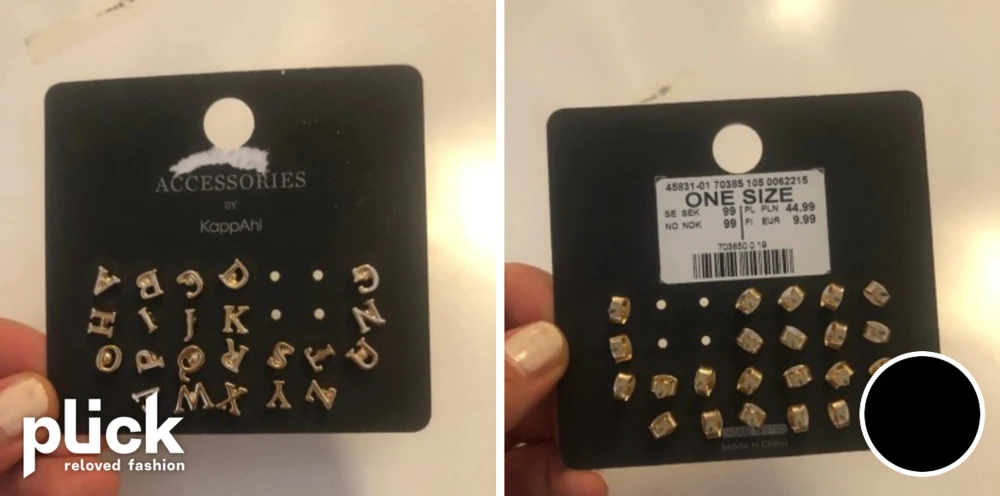 ACCESSORIES
BY
KappAhl
A B C D G
H I J K N
O P Q R S T U
V W X Y Z
plick
reloved fashion
45831-01 70385 105 0062215
ONE SIZE
SE SEK 99 PL PLN 44.99
NO NOK 99 FI EUR 9.99
703850 0 19
Made in China